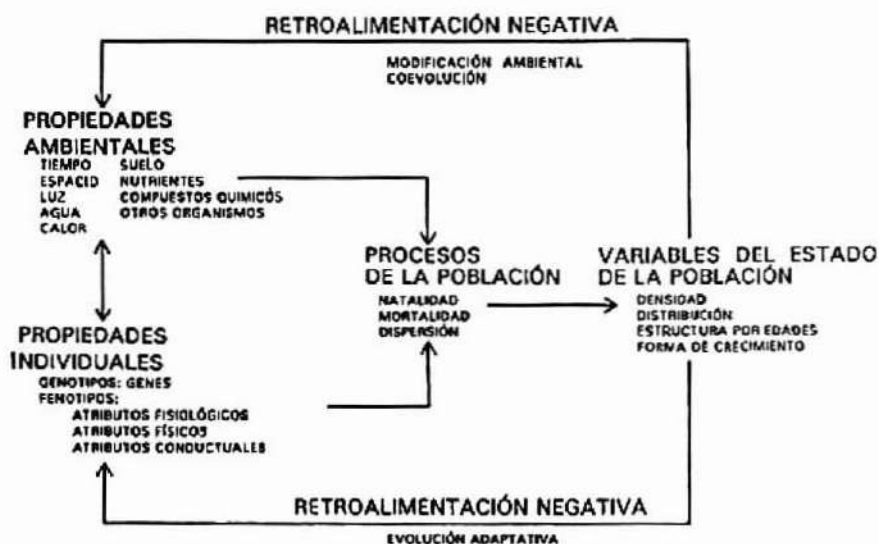 RETROALIMENTACIÓN NEGATIVA
MODIFICACIÓN AMBIENTAL
COEVOLUCIÓN
PROPIEDADES
AMBIENTALES
TIEMPO SUELO
ESPACIO NUTRIENTES
LUZ COMPUESTOS QUIMICÓS
AGUA OTROS ORGANISMOS
CALOR
PROCESOS
DE LA POBLACIÓN
NATALIDAD
MORTALIDAD
DISPERSIÓN
VARIABLES DEL ESTADO
DE LA POBLACIÓN
DENSIDAD
DISTRIBUCIÓN
ESTRUCTURA POR EDADES
FORMA DE CRECIMIENTO
PROPIEDADES
INDIVIDUALES
GENOTIPOS: GENES
FENOTIPOS:
ATRIBUTOS FISIOLÓGICOS
ATRIBUTOS FÍSICOS
ATRIBUTOS CONDUCTUALES
RETROALIMENTACIÓN NEGATIVA
EVOLUCIÓN ADAPTATIVA